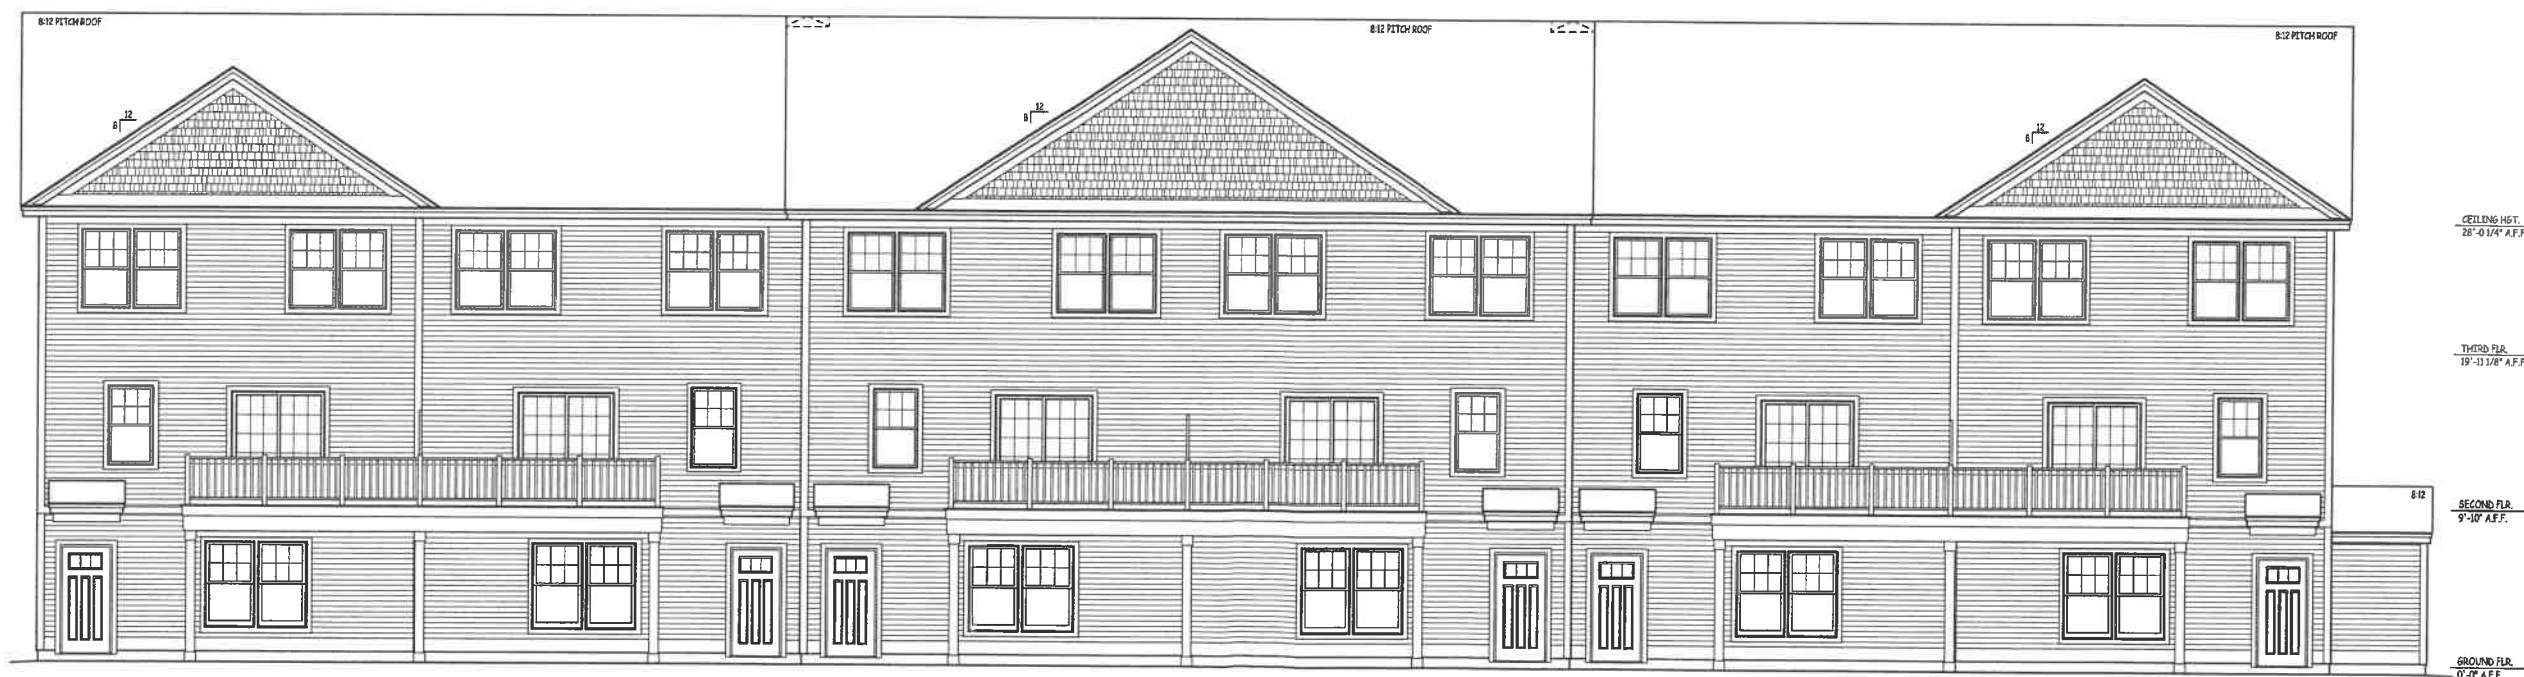 8:12 PITCH ROOF
8:12 PITCH ROOF
8:12 PITCH ROOF
12
8
12
8
12
8
CEILING HGT.
28'-0 1/4" A.F.F.
THIRD FLR.
19'-11 1/8" A.F.F.
8:12
SECOND FLR.
9'-10" A.F.F.
GROUND FLR.
0'-0" A.F.F.